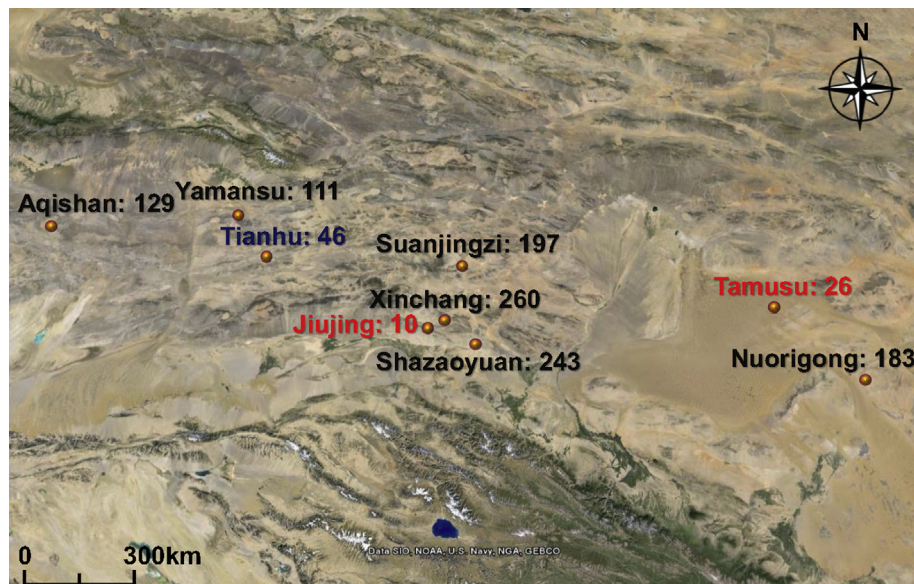 N
Yamansu: 111
Aqishan: 129
Tianhu: 46
Suanjingzi: 197
Tamusu: 26
Xinchang: 260
Jiujing: 10
Nuorigong: 183
Shazaoyuan: 243
0 300km
Data SIO, NOAA, U.S. Navy, NGA, GEBCO